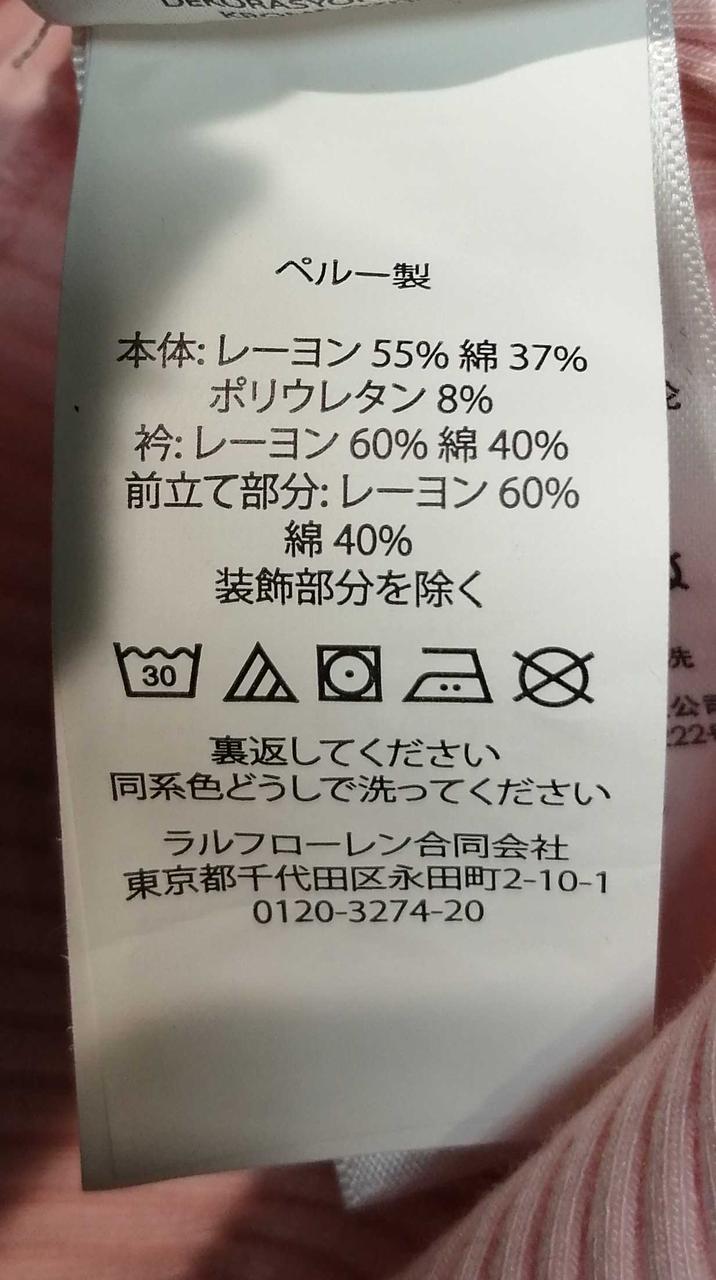 ペルー製
本体: レーヨン 55% 綿 37%
ポリウレタン 8%
衿: レーヨン 60% 綿 40%
前立て部分: レーヨン 60%
綿 40%
装飾部分を除く
30
裏返してください
同系色どうしで洗ってください
ラルフローレン合同会社
東京都千代田区永田町2-10-1
0120-3274-20
先
公司